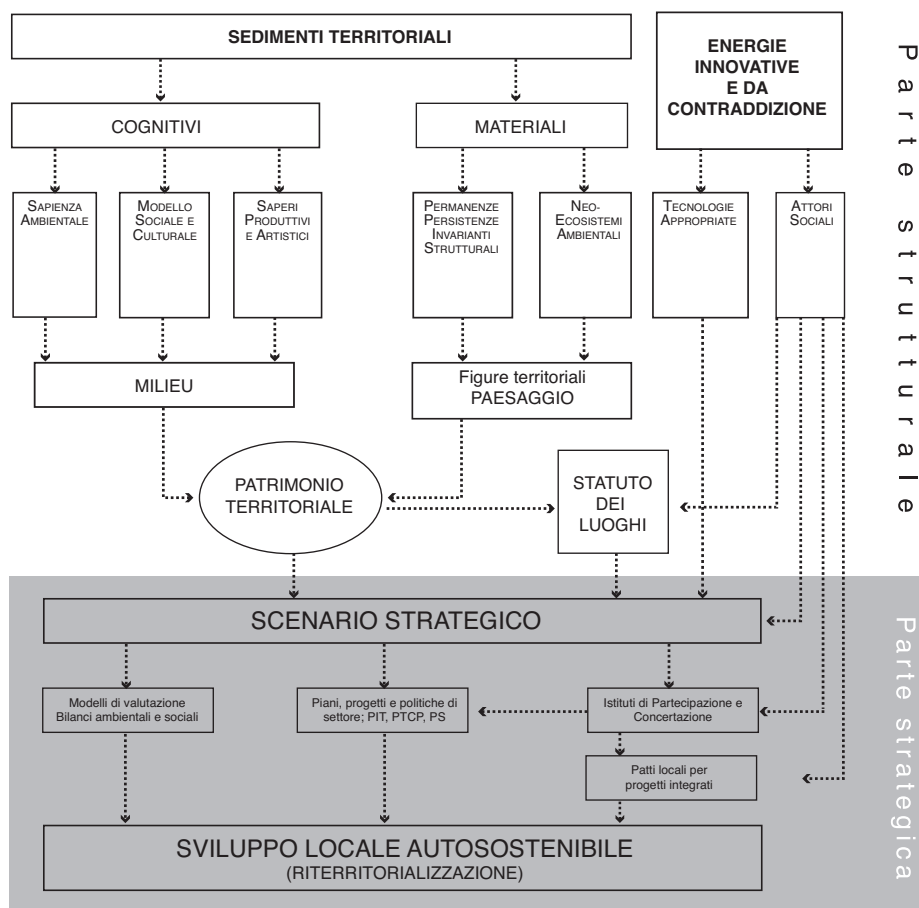 SEDIMENTI TERRITORIALI
ENERGIE
INNOVATIVE
E DA
CONTRADDIZIONE
COGNITIVI
MATERIALI
SAPIENZA
AMBIENTALE
MODELLO
SOCIALE E
CULTURALE
SAPERI
PRODUTTIVI
E ARTISTICI
PERMANENZE
PERSISTENZE
INVARIANTI
STRUTTURALI
NEO-
ECOSISTEMI
AMBIENTALI
TECNOLOGIE
APPROPRIATE
ATTORI
SOCIALI
MILIEU
Figure territoriali
PAESAGGIO
PATRIMONIO
TERRITORIALE
STATUTO
DEI
LUOGHI
Parte strutturale
SCENARIO STRATEGICO
Modelli di valutazione
Bilanci ambientali e sociali
Piani, progetti e politiche di
settore; PIT, PTCP, PS
Istituti di Partecipazione e
Concertazione
Patti locali per
progetti integrati
SVILUPPO LOCALE AUTOSOSTENIBILE
(RITERRITORIALIZZAZIONE)
Parte strategica